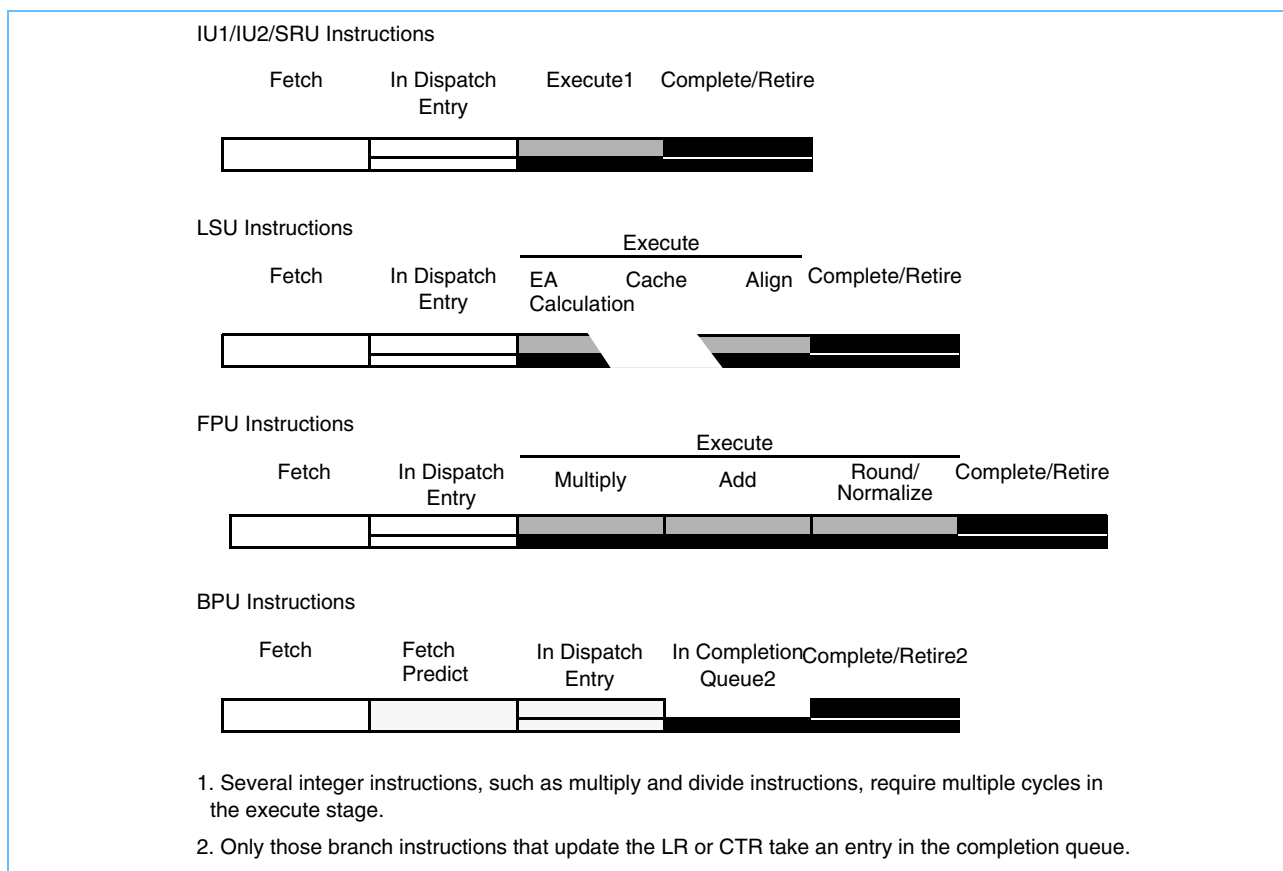 IU1/IU2/SRU Instructions
Fetch In Dispatch Entry Execute1 Complete/Retire
LSU Instructions
Execute
Fetch In Dispatch Entry EA Calculation Cache Align Complete/Retire
FPU Instructions
Execute
Fetch In Dispatch Entry Multiply Add Round/ Normalize Complete/Retire
BPU Instructions
Fetch Fetch Predict In Dispatch Entry In Completion Queue2 Complete/Retire2
1. Several integer instructions, such as multiply and divide instructions, require multiple cycles in
the execute stage.
2. Only those branch instructions that update the LR or CTR take an entry in the completion queue.